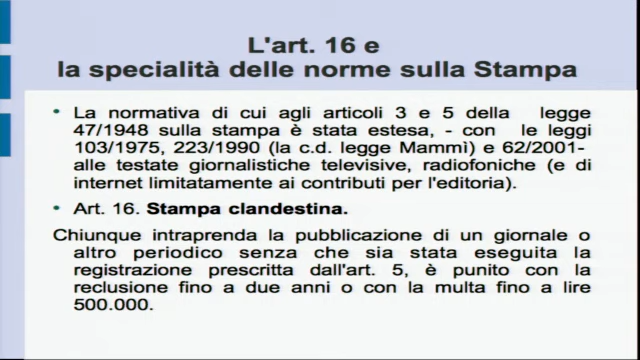 L'art. 16 e
la specialità delle norme sulla Stampa
• La normativa di cui agli articoli 3 e 5 della legge
47/1948 sulla stampa è stata estesa, - con le leggi
103/1975, 223/1990 (la c.d. legge Mammì) e 62/2001-
alle testate giornalistiche televisive, radiofoniche (e di
internet limitatamente ai contributi per l'editoria).
• Art. 16. Stampa clandestina.
Chiunque intraprenda la pubblicazione di un giornale o
altro periodico senza che sia stata eseguita la
registrazione prescritta dall'art. 5, è punito con la
reclusione fino a due anni o con la multa fino a lire
500.000.